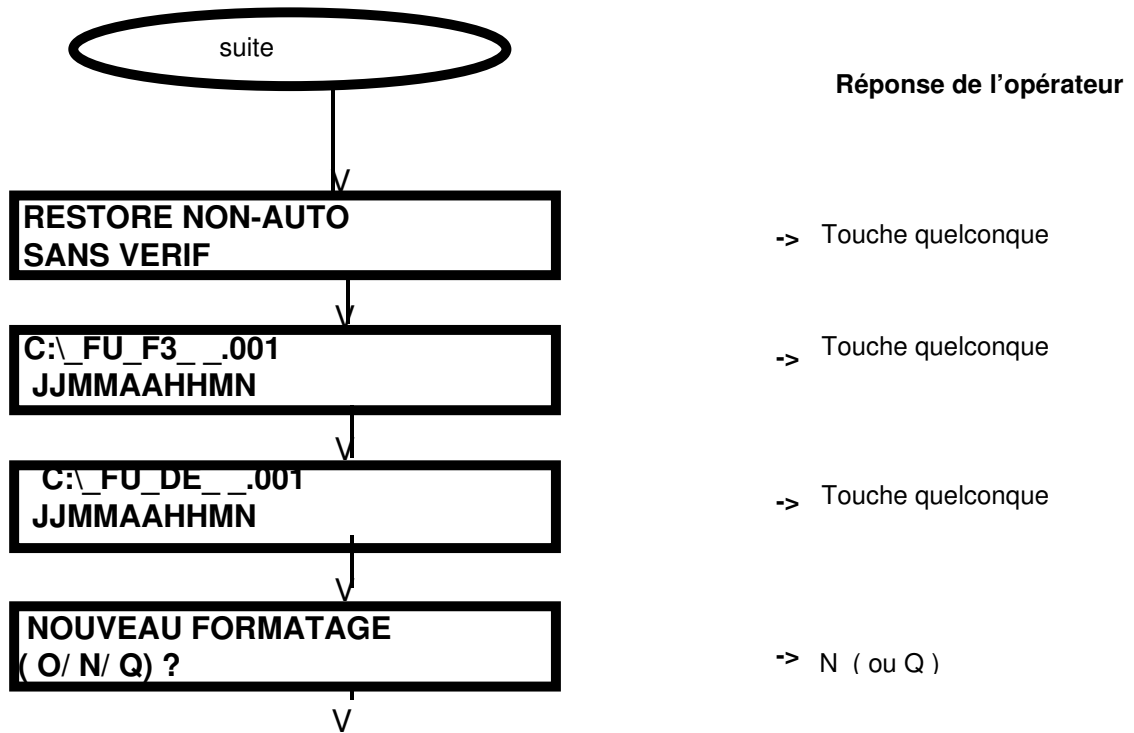 suite
Réponse de l'opérateur
V
RESTORE NON-AUTO
SANS VERIF
-> Touche quelconque
V
C:\_FU_F3_ _.001
JJMMAAHHMN
-> Touche quelconque
V
C:\_FU_DE_ _.001
JJMMAAHHMN
-> Touche quelconque
V
NOUVEAU FORMATAGE
( O/ N/ Q) ?
-> N ( ou Q )
V